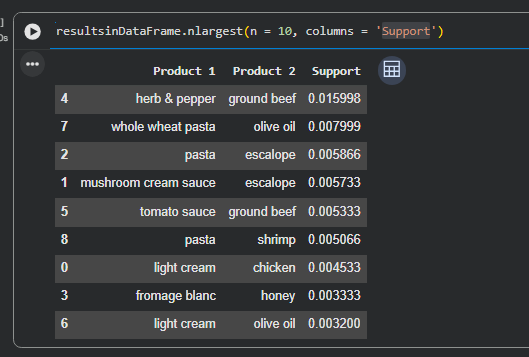 ]
0s
resultsinDataFrame.nlargest(n = 10, columns = 'Support')
Product 1 Product 2 Support
4 herb & pepper ground beef 0.015998
7 whole wheat pasta olive oil 0.007999
2 pasta escalope 0.005866
1 mushroom cream sauce escalope 0.005733
5 tomato sauce ground beef 0.005333
8 pasta shrimp 0.005066
0 light cream chicken 0.004533
3 fromage blanc honey 0.003333
6 light cream olive oil 0.003200